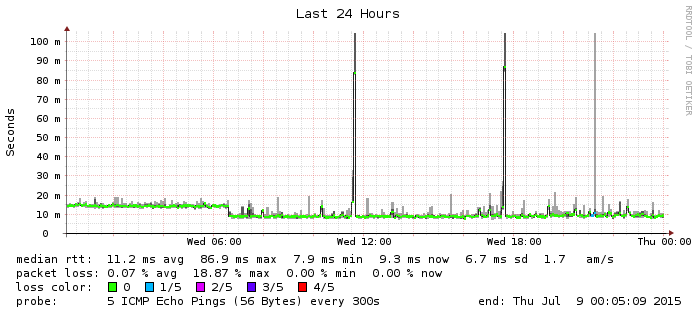 Last 24 Hours
RRDTOOL / TOBI OETIKER
Seconds
100 m
90 m
80 m
70 m
60 m
50 m
40 m
30 m
20 m
10 m
0
Wed 06:00 Wed 12:00 Wed 18:00 Thu 00:00
median rtt: 11.2 ms avg 86.9 ms max 7.9 ms min 9.3 ms now 6.7 ms sd 1.7 am/s
packet loss: 0.07 % avg 18.87 % max 0.00 % min 0.00 % now
loss color: 0 1/5 2/5 3/5 4/5
probe: 5 ICMP Echo Pings (56 Bytes) every 300s end: Thu Jul 9 00:05:09 2015